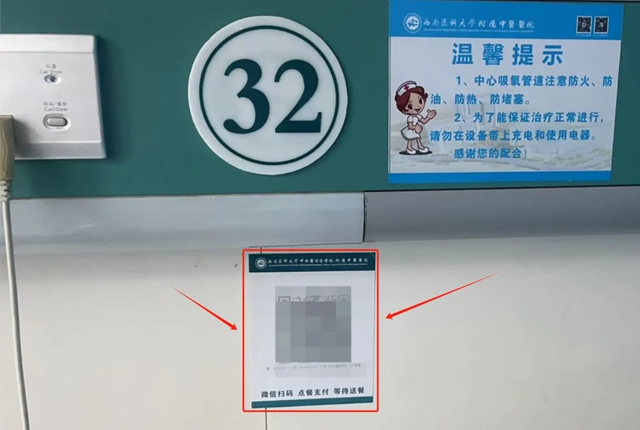 Call/Clear
32
西南医科大学附属中医医院
温馨提示
1、中心吸氧管道注意防火、防
油、防热、防堵塞。
2、为了能保证治疗正常进行，
请勿在设备带上充电和使用电器。
感谢您的配合！
微信扫码 点餐支付 等待送餐